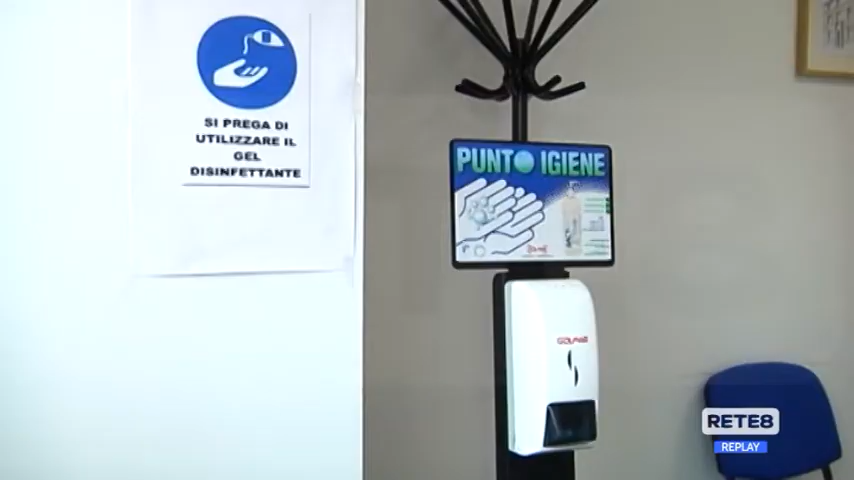 SI PREGA DI
UTILIZZARE IL
GEL
DISINFETTANTE
PUNTO IGIENE
RETE8
REPLAY